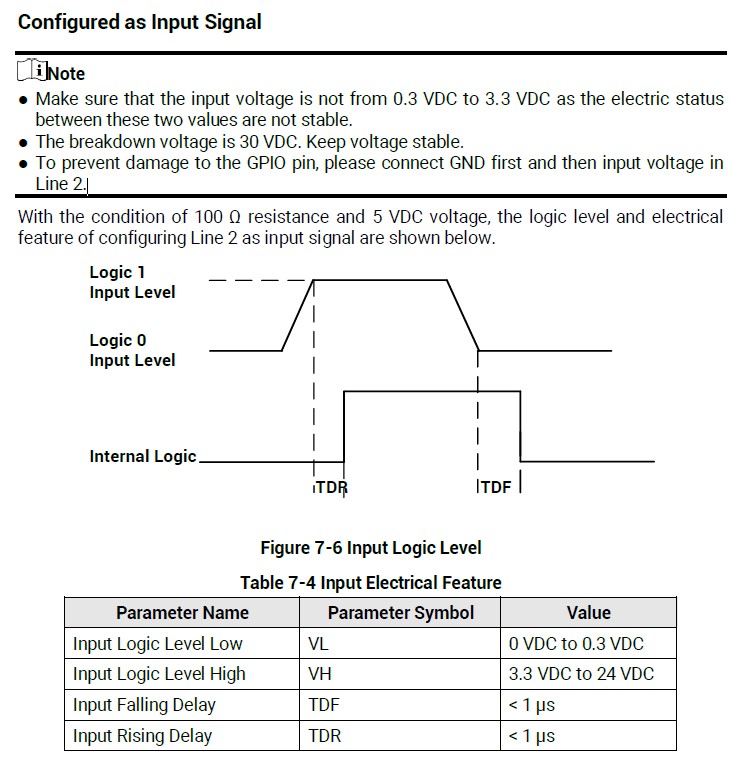 Configured as Input Signal
Note
● Make sure that the input voltage is not from 0.3 VDC to 3.3 VDC as the electric status
between these two values are not stable.
● The breakdown voltage is 30 VDC. Keep voltage stable.
● To prevent damage to the GPIO pin, please connect GND first and then input voltage in
Line 2.
With the condition of 100 Ω resistance and 5 VDC voltage, the logic level and electrical
feature of configuring Line 2 as input signal are shown below.
Logic 1
Input Level
Logic 0
Input Level
Internal Logic
TDR TDF
Figure 7-6 Input Logic Level
Table 7-4 Input Electrical Feature
Parameter Name Parameter Symbol Value
Input Logic Level Low VL 0 VDC to 0.3 VDC
Input Logic Level High VH 3.3 VDC to 24 VDC
Input Falling Delay TDF < 1 μs
Input Rising Delay TDR < 1 μs